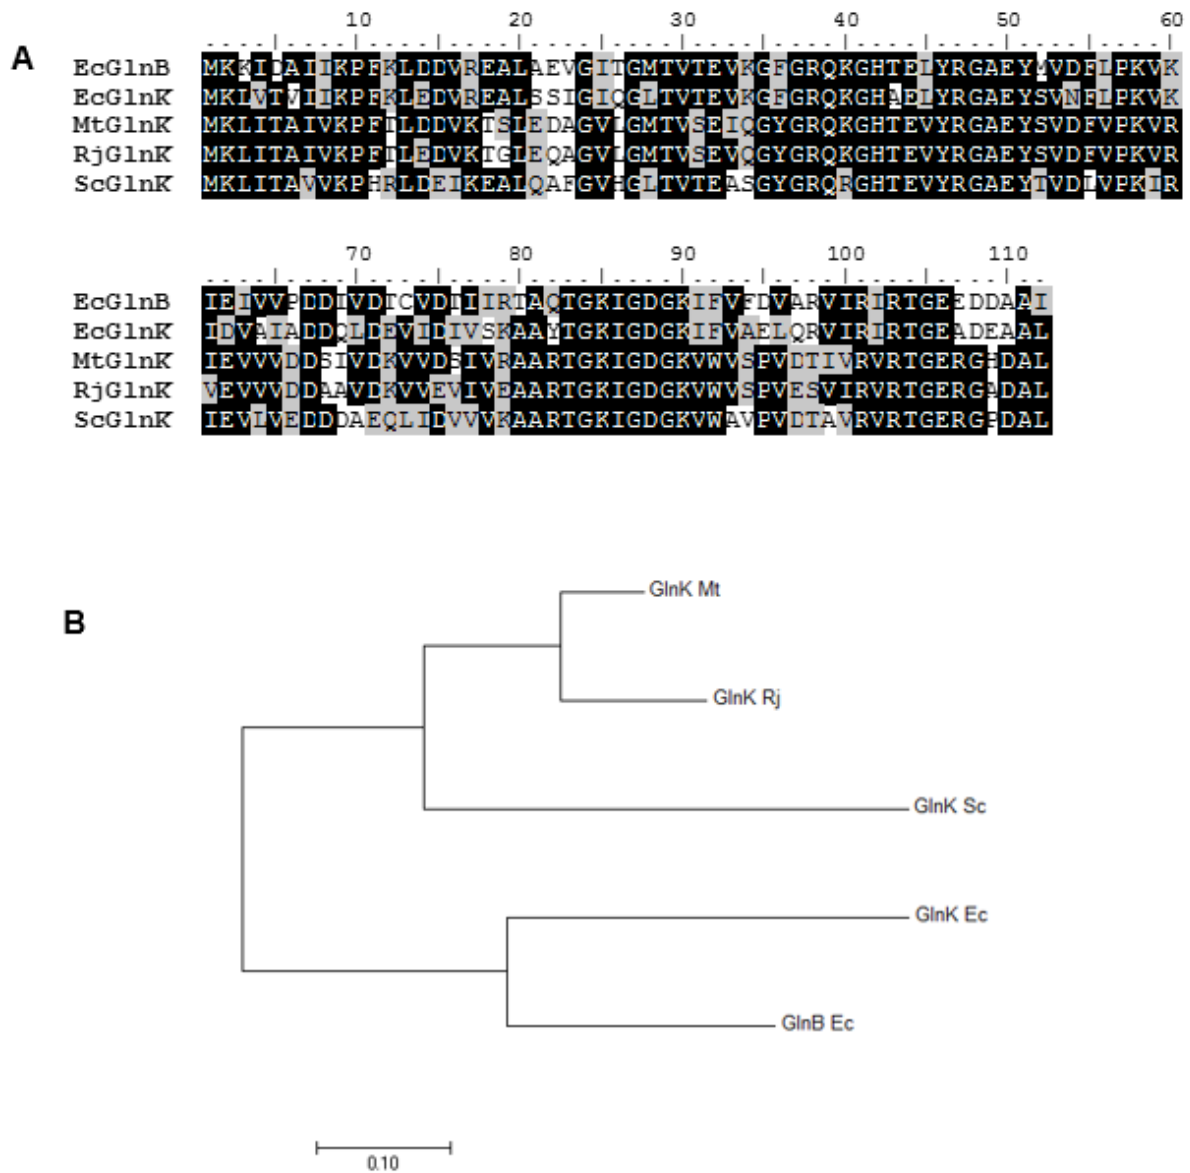 A
10 20 30 40 50 60
EcGlnB MKKIDAIIKPFKLDDVREALAEVGITGMTVTEVKGFGRQKGHTELYRGAEYMVDFLPKVK
EcGlnK MKLVTVIIKPFKLEDVREALSSIGIQGLTVTEVKGFGRQKGHAELYRGAEYSVNFLPKVK
MtGlnK MKLITAIVKPFTLDDVKTSLEDAGVLGMTVSEIQGYGRQKGHTEVYRGAEYSVDFVPKVR
RjGlnK MKLITAIVKPFTLEDVKTGLEQAGVLGMTVSEVQGYGRQKGHTEVYRGAEYSVDFVPKVR
ScGlnK MKLITAVVKPHRLDEIKEALQAFGVHGLTVTEASGYGRQRGHTEVYRGAEYTVDLVPKIR
70 80 90 100 110
EcGlnB IEIVVPDDIVDTCVDTIIRTAQTGKIGDGKIFVFDVARVIRIRTGEEDDAAI
EcGlnK IDVAIADDQLDEVIDIVSKAAYTGKIGDGKIFVAELQRVIRIRTGEADEAAL
MtGlnK IEVVVDDSIVDKVVDSIVRAARTGKIGDGKVWVSPVDTIVRVRTGERGHDAL
RjGlnK VEVVVDDAAVDKVVEVIVEAARTGKIGDGKVWVSPVESVIRVRTGERGADAL
ScGlnK IEVLVEDDDAEQLIDVVVKAARTGKIGDGKVWAVPVDTAVRVRTGERGPDAL
B
GlnK Mt
GlnK Rj
GlnK Sc
GlnK Ec
GlnB Ec
0.10